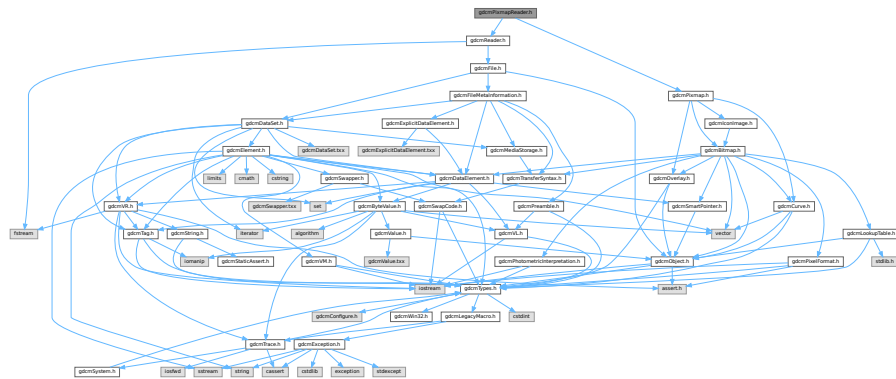 gdcmPixmapReader.h
gdcmReader.h
gdcmFile.h
gdcmFileMetaInformation.h
gdcmPixmap.h
gdcmDataSet.h
gdcmExplicitDataElement.h
gdcmIconImage.h
gdcmElement.h
gdcmDataSet.txx
gdcmExplicitDataElement.txx
gdcmMediaStorage.h
gdcmBitmap.h
limits
cmath
cstring
gdcmSwapper.h
gdcmDataElement.h
gdcmTransferSyntax.h
gdcmOverlay.h
gdcmVR.h
gdcmSwapper.txx
set
gdcmByteValue.h
gdcmSwapCode.h
gdcmPreamble.h
gdcmSmartPointer.h
gdcmCurve.h
fstream
gdcmTag.h
gdcmString.h
iterator
algorithm
gdcmValue.h
gdcmVL.h
vector
gdcmLookupTable.h
iomanip
gdcmStaticAssert.h
gdcmVM.h
gdcmValue.txx
gdcmPhotometricInterpretation.h
gdcmObject.h
gdcmPixelFormat.h
stdlib.h
iostream
gdcmTypes.h
assert.h
gdcmConfigure.h
gdcmWin32.h
gdcmLegacyMacro.h
cstdint
gdcmTrace.h
gdcmException.h
gdcmSystem.h
iosfwd
sstream
string
cassert
cstdlib
exception
stdexcept